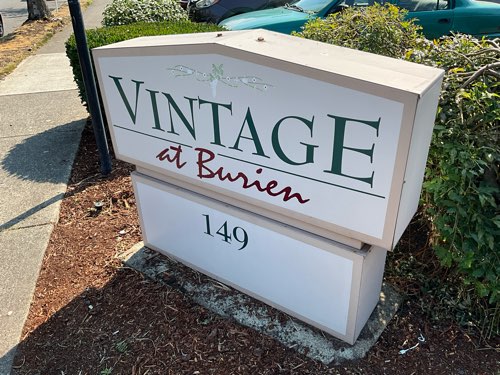 VINTAGE
at Burien
149